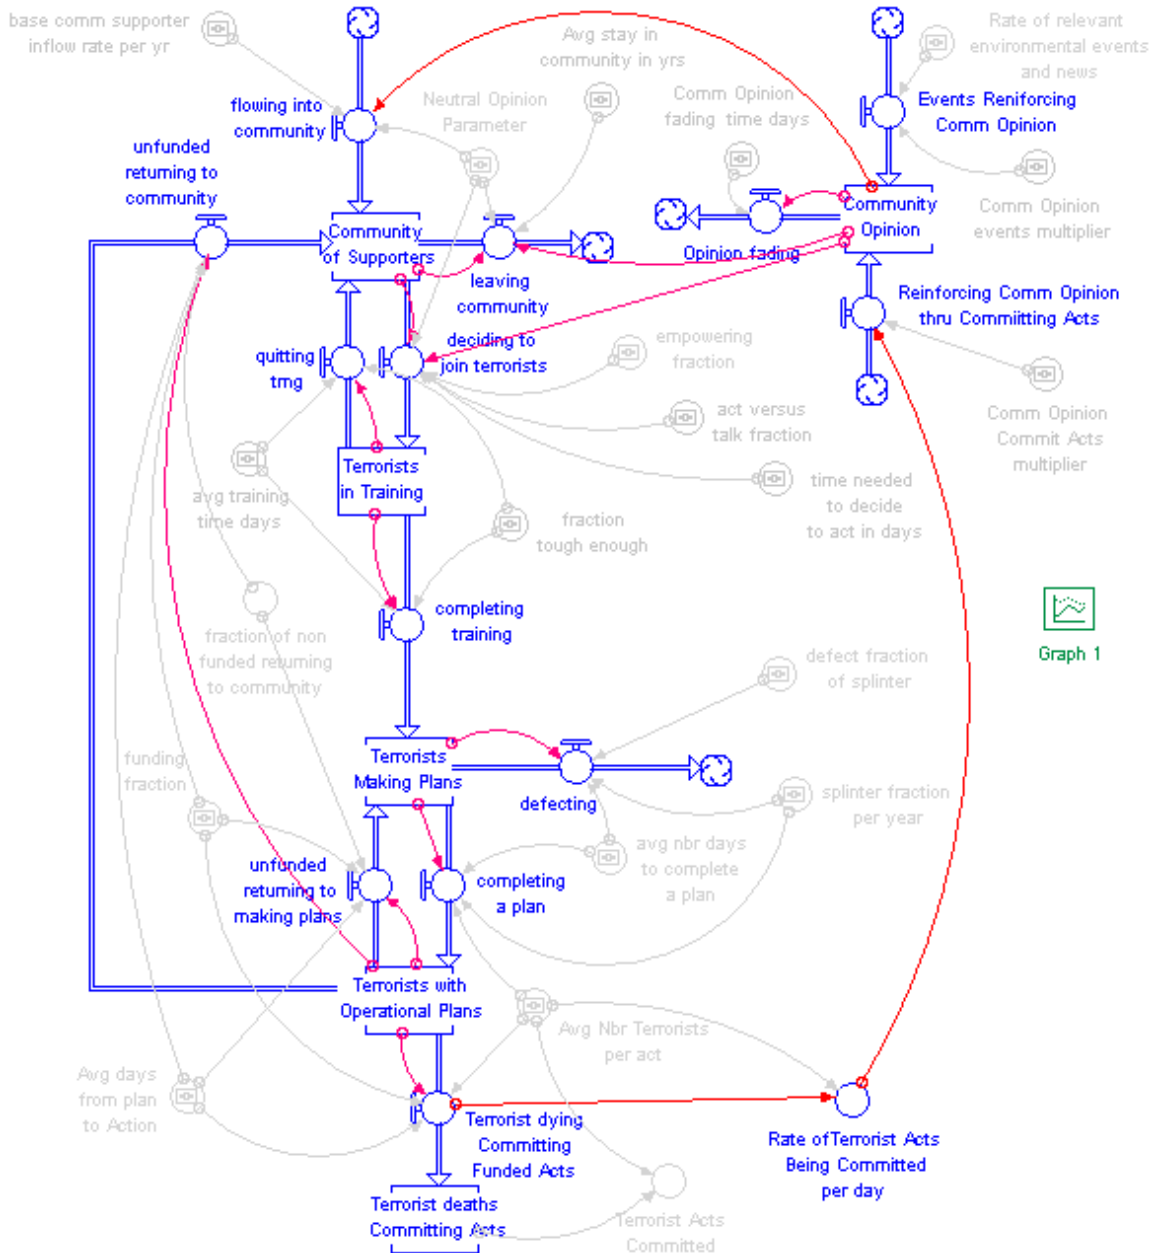 base comm supporter
inflow rate per yr
Avg stay in
community in yrs
Rate of relevant
environmental events
and news
flowing into
community
Neutral Opinion
Parameter
Comm Opinion
fading time days
Events Reniforcing
Comm Opinion
unfunded
returning to
community
Community
of Supporters
leaving
community
Opinion fading
Community
Opinion
Comm Opinion
events multiplier
Reinforcing Comm Opinion
thru Commiitting Acts
quitting
trng
deciding to
join terrorists
empowering
fraction
act versus
talk fraction
Comm Opinion
Commit Acts
multiplier
Terrorists
in Training
avg training
time days
fraction
tough enough
time needed
to decide
to act in days
completing
training
fraction of non
funded returning
to community
Graph 1
defect fraction
of splinter
funding
fraction
Terrorists
Making Plans
defecting
splinter fraction
per year
unfunded
returning to
making plans
completing
a plan
avg nbr days
to complete
a plan
Terrorists with
Operational Plans
Avg Nbr Terrorists
per act
Avg days
from plan
to Action
Terrorist dying
Committing
Funded Acts
Rate of Terrorist Acts
Being Committed
per day
Terrorist deaths
Committing Acts
Terrorist Acts
Committed